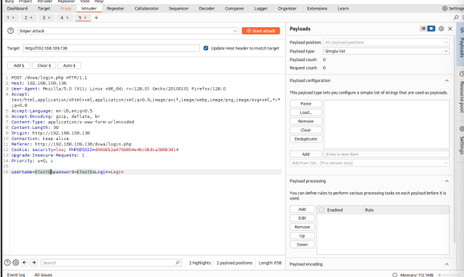 Burp Project Intruder Repeater View Help
Dashboard Target Proxy Intruder Repeater Collaborator Sequencer Decoder Comparer Logger Organizer Extensions Learn Settings
1 × 2 × 3 × 4 × 5 × +
Sniper attack Start attack
Target http://192.168.109.136 Update Host header to match target
Add § Clear § Auto §
1 POST /dvwa/login.php HTTP/1.1
2 Host: 192.168.109.136
3 User-Agent: Mozilla/5.0 (X11; Linux x86_64; rv:128.0) Gecko/20100101 Firefox/128.0
4 Accept:
text/html,application/xhtml+xml,application/xml;q=0.9,image/avif,image/webp,image/png,image/svg+xml,*/*
;q=0.8
5 Accept-Language: en-US,en;q=0.5
6 Accept-Encoding: gzip, deflate, br
7 Content-Type: application/x-www-form-urlencoded
8 Content-Length:
9 Origin: http://192.168.109.136
10 Connection: keep-alive
11 Referer: http://192.168.109.136/dvwa/login.php
12 Cookie: security=low; PHPSESSID=
13 Upgrade-Insecure-Requests: 1
14 Priority: u=0, i
username=§test§&password=§test§&Login=Login
Search 2 highlights 2 payload positions Length: 658
Event log All issues
Payloads
Payload position: All payload positions
Payload type: Simple list
Payload count: 0
Request count: 0
Payload configuration
This payload type lets you configure a simple list of strings that are used as payloads.
Paste
Load...
Remove
Clear
Deduplicate
Add Enter a new item
Add from list... [Pro version only]
Payload processing
You can define rules to perform various processing tasks on each payload before it is used.
Add Enabled Rule
Edit
Remove
Up
Down
Payload encoding
Payloads
Resource pool
Settings